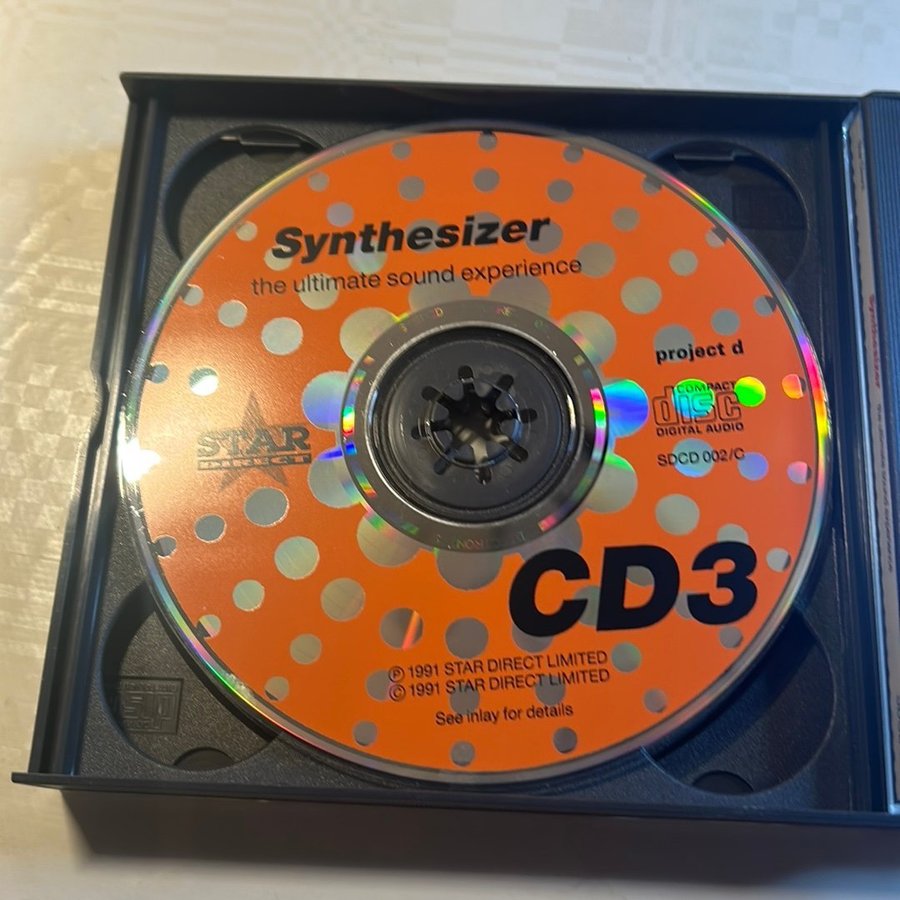 Synthesizer
the ultimate sound experience
project d
STAR
DIRECT
COMPACT
disc
DIGITAL AUDIO
SDCD 002/C
CD3
℗ 1991 STAR DIRECT LIMITED
© 1991 STAR DIRECT LIMITED
See inlay for details